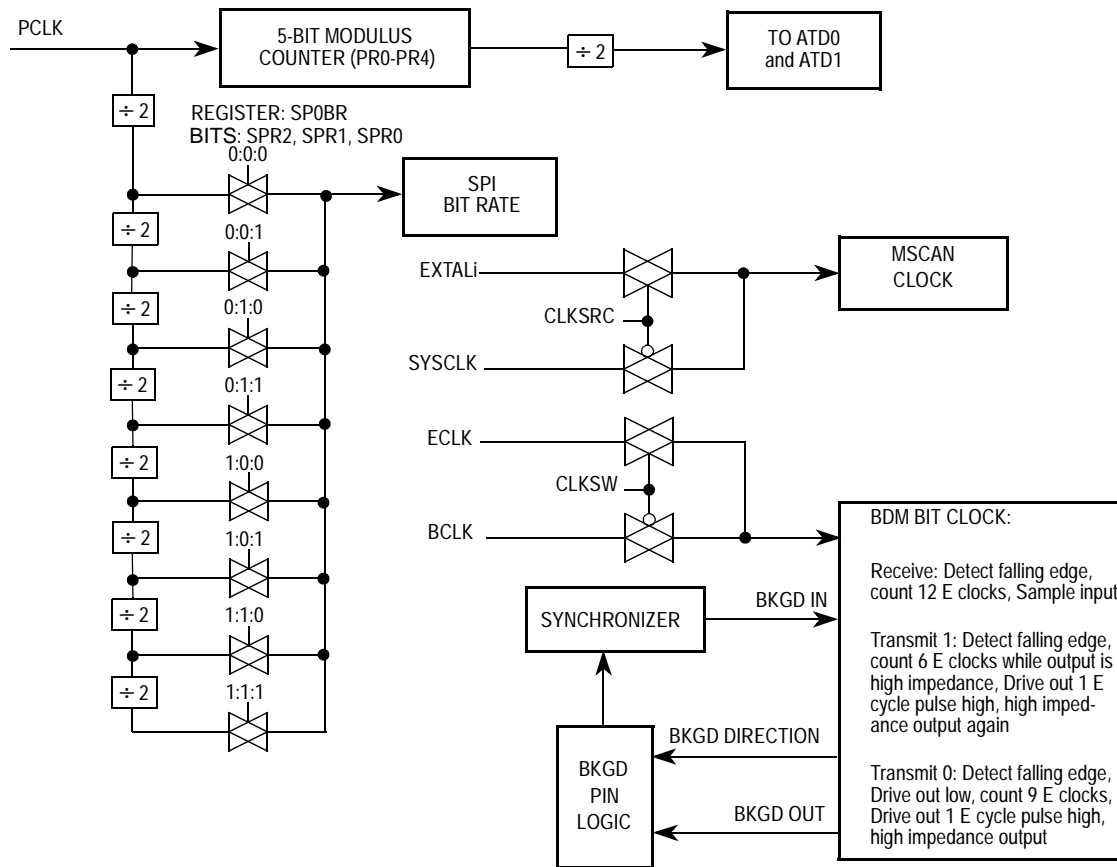 PCLK
5-BIT MODULUS
COUNTER (PR0-PR4)
÷ 2
TO ATD0
and ATD1
÷ 2
REGISTER: SP0BR
BITS: SPR2, SPR1, SPR0
0:0:0
SPI
BIT RATE
÷ 2
0:0:1
÷ 2
0:1:0
÷ 2
0:1:1
÷ 2
1:0:0
÷ 2
1:0:1
÷ 2
1:1:0
÷ 2
1:1:1
EXTALi
MSCAN
CLOCK
CLKSRC
SYSCLK
ECLK
CLKSW
BCLK
BDM BIT CLOCK:
Receive: Detect falling edge,
count 12 E clocks, Sample input
Transmit 1: Detect falling edge,
count 6 E clocks while output is
high impedance, Drive out 1 E
cycle pulse high, high imped-
ance output again
Transmit 0: Detect falling edge,
Drive out low, count 9 E clocks,
Drive out 1 E cycle pulse high,
high impedance output
SYNCHRONIZER
BKGD IN
BKGD DIRECTION
BKGD OUT
BKGD
PIN
LOGIC